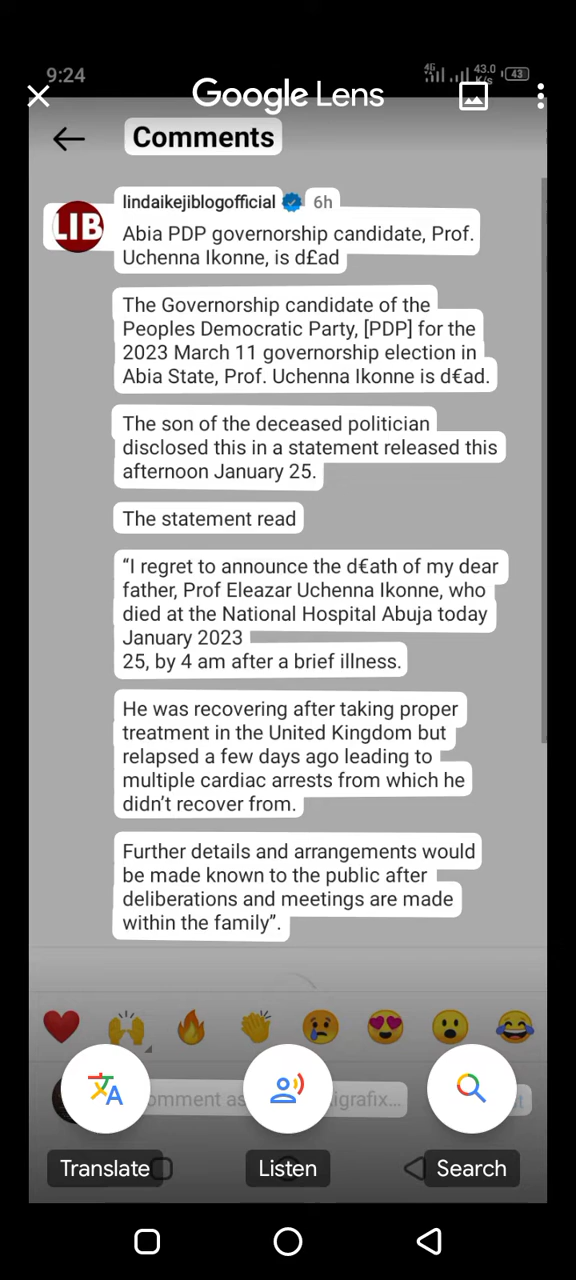 9:24
4G
43.0
K/s
43
Google Lens
Comments
LIB
lindaikejiblogofficial 6h
Abia PDP governorship candidate, Prof.
Uchenna Ikonne, is d£ad
The Governorship candidate of the
Peoples Democratic Party, [PDP] for the
2023 March 11 governorship election in
Abia State, Prof. Uchenna Ikonne is d€ad.
The son of the deceased politician
disclosed this in a statement released this
afternoon January 25.
The statement read
“I regret to announce the d€ath of my dear
father, Prof Eleazar Uchenna Ikonne, who
died at the National Hospital Abuja today
January 2023
25, by 4 am after a brief illness.
He was recovering after taking proper
treatment in the United Kingdom but
relapsed a few days ago leading to
multiple cardiac arrests from which he
didn’t recover from.
Further details and arrangements would
be made known to the public after
deliberations and meetings are made
within the family”.
Translate
Listen
Search